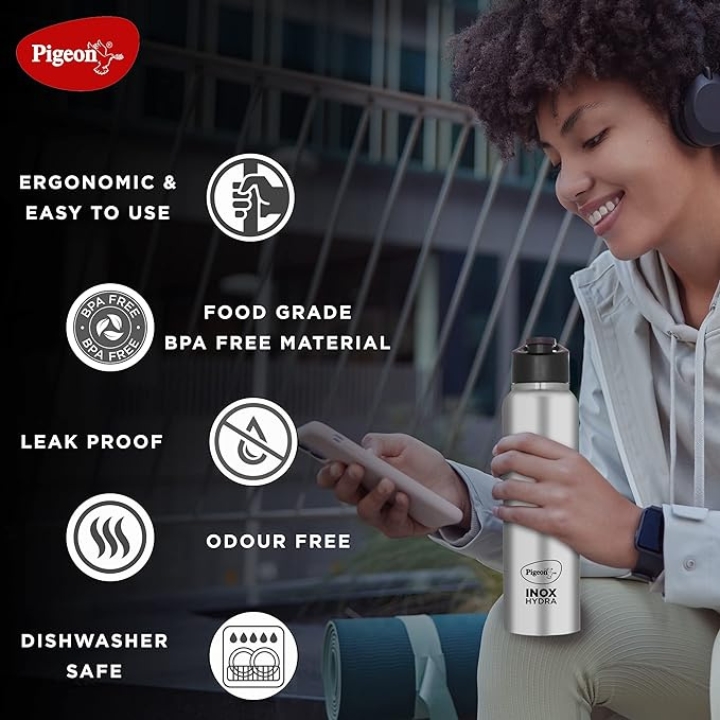 Pigeon
ERGONOMIC &
EASY TO USE
BPA FREE
BPA FREE
FOOD GRADE
BPA FREE MATERIAL
LEAK PROOF
ODOUR FREE
Pigeon
INOX
HYDRA
DISHWASHER
SAFE